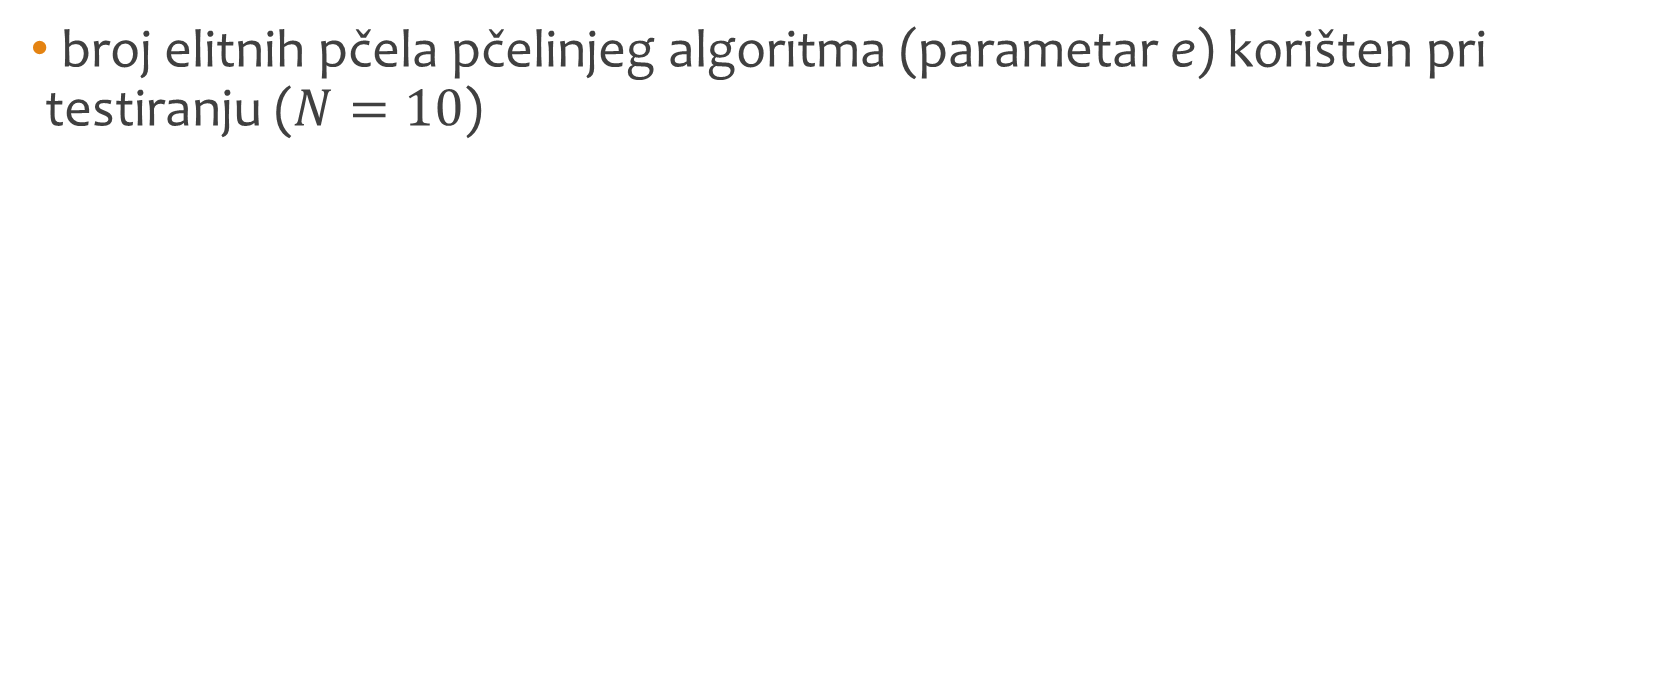 • broj elitnih pčela pčelinjeg algoritma (parametar e) korišten pri
testiranju (N = 10)